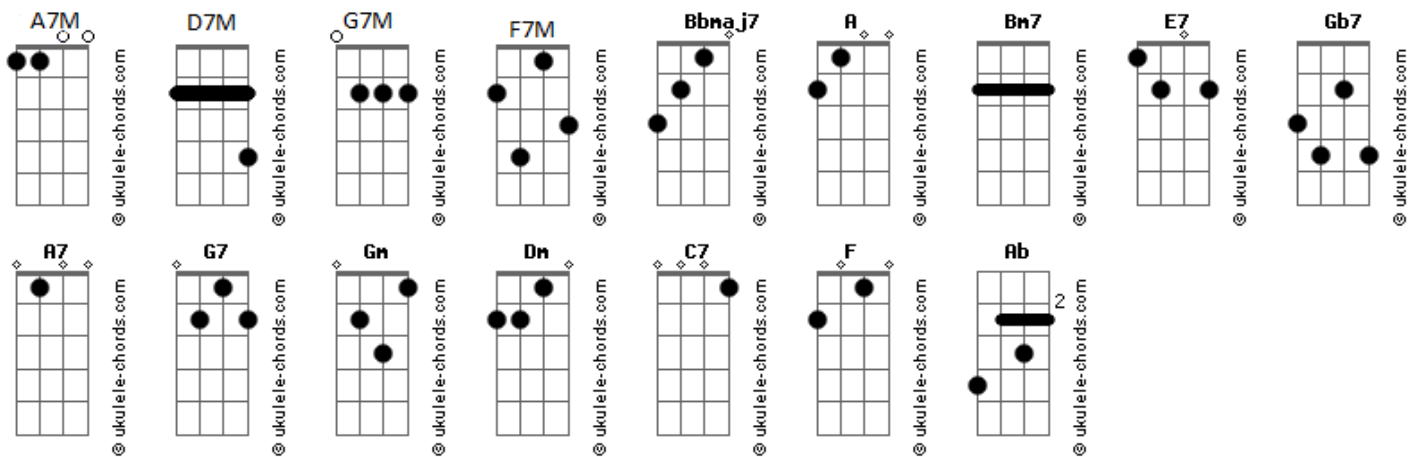 A7M D7M G7M F7M Bbmaj7 A Bm7 E7 Gb7
© ukulele-chords.com © ukulele-chords.com © ukulele-chords.com © ukulele-chords.com © ukulele-chords.com © ukulele-chords.com © ukulele-chords.com © ukulele-chords.com © ukulele-chords.com
A7 G7 Gm Dm C7 F Ab
2
© ukulele-chords.com © ukulele-chords.com © ukulele-chords.com © ukulele-chords.com © ukulele-chords.com © ukulele-chords.com © ukulele-chords.com